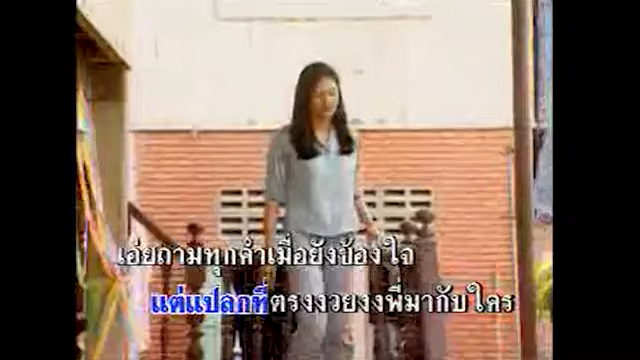 เอ่ยถามทุกคำเมื่อยังข้องใจ
แต่แปลกที่ตรงงวยงงพี่มากับใคร